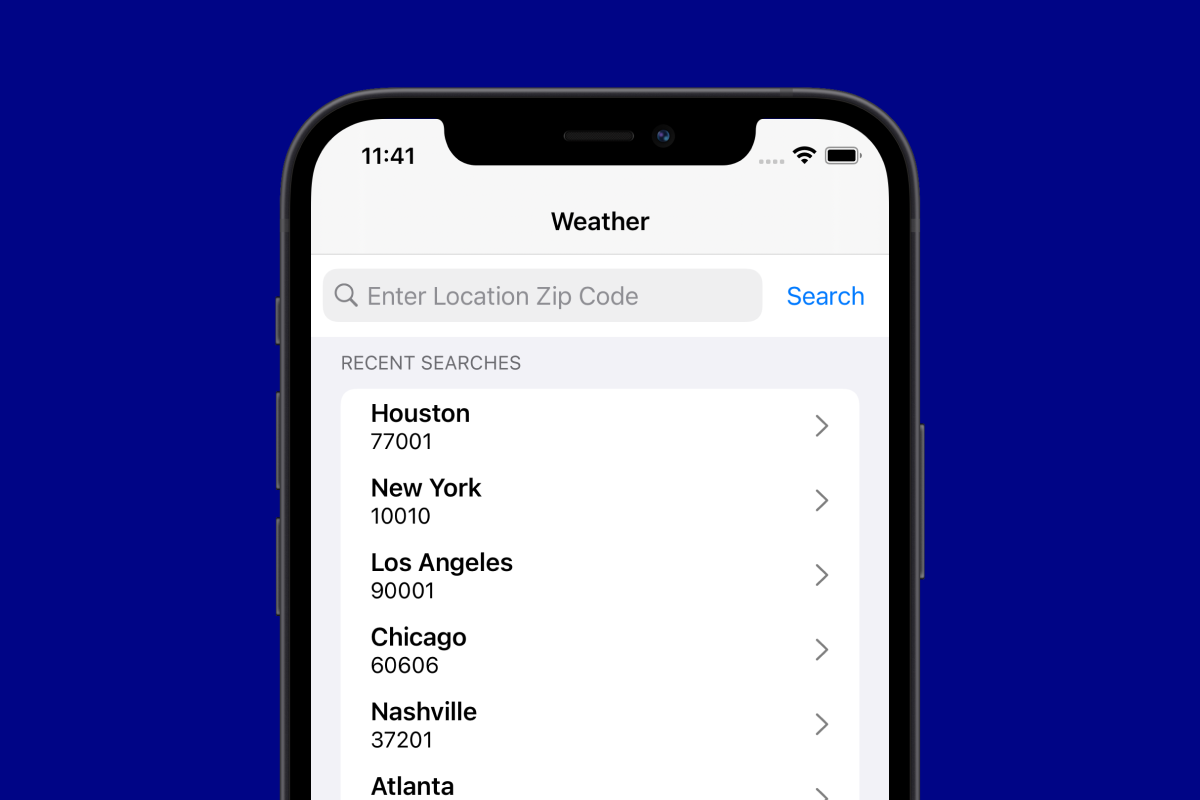 11:41
Weather
Enter Location Zip Code
Search
RECENT SEARCHES
Houston
77001
New York
10010
Los Angeles
90001
Chicago
60606
Nashville
37201
Atlanta